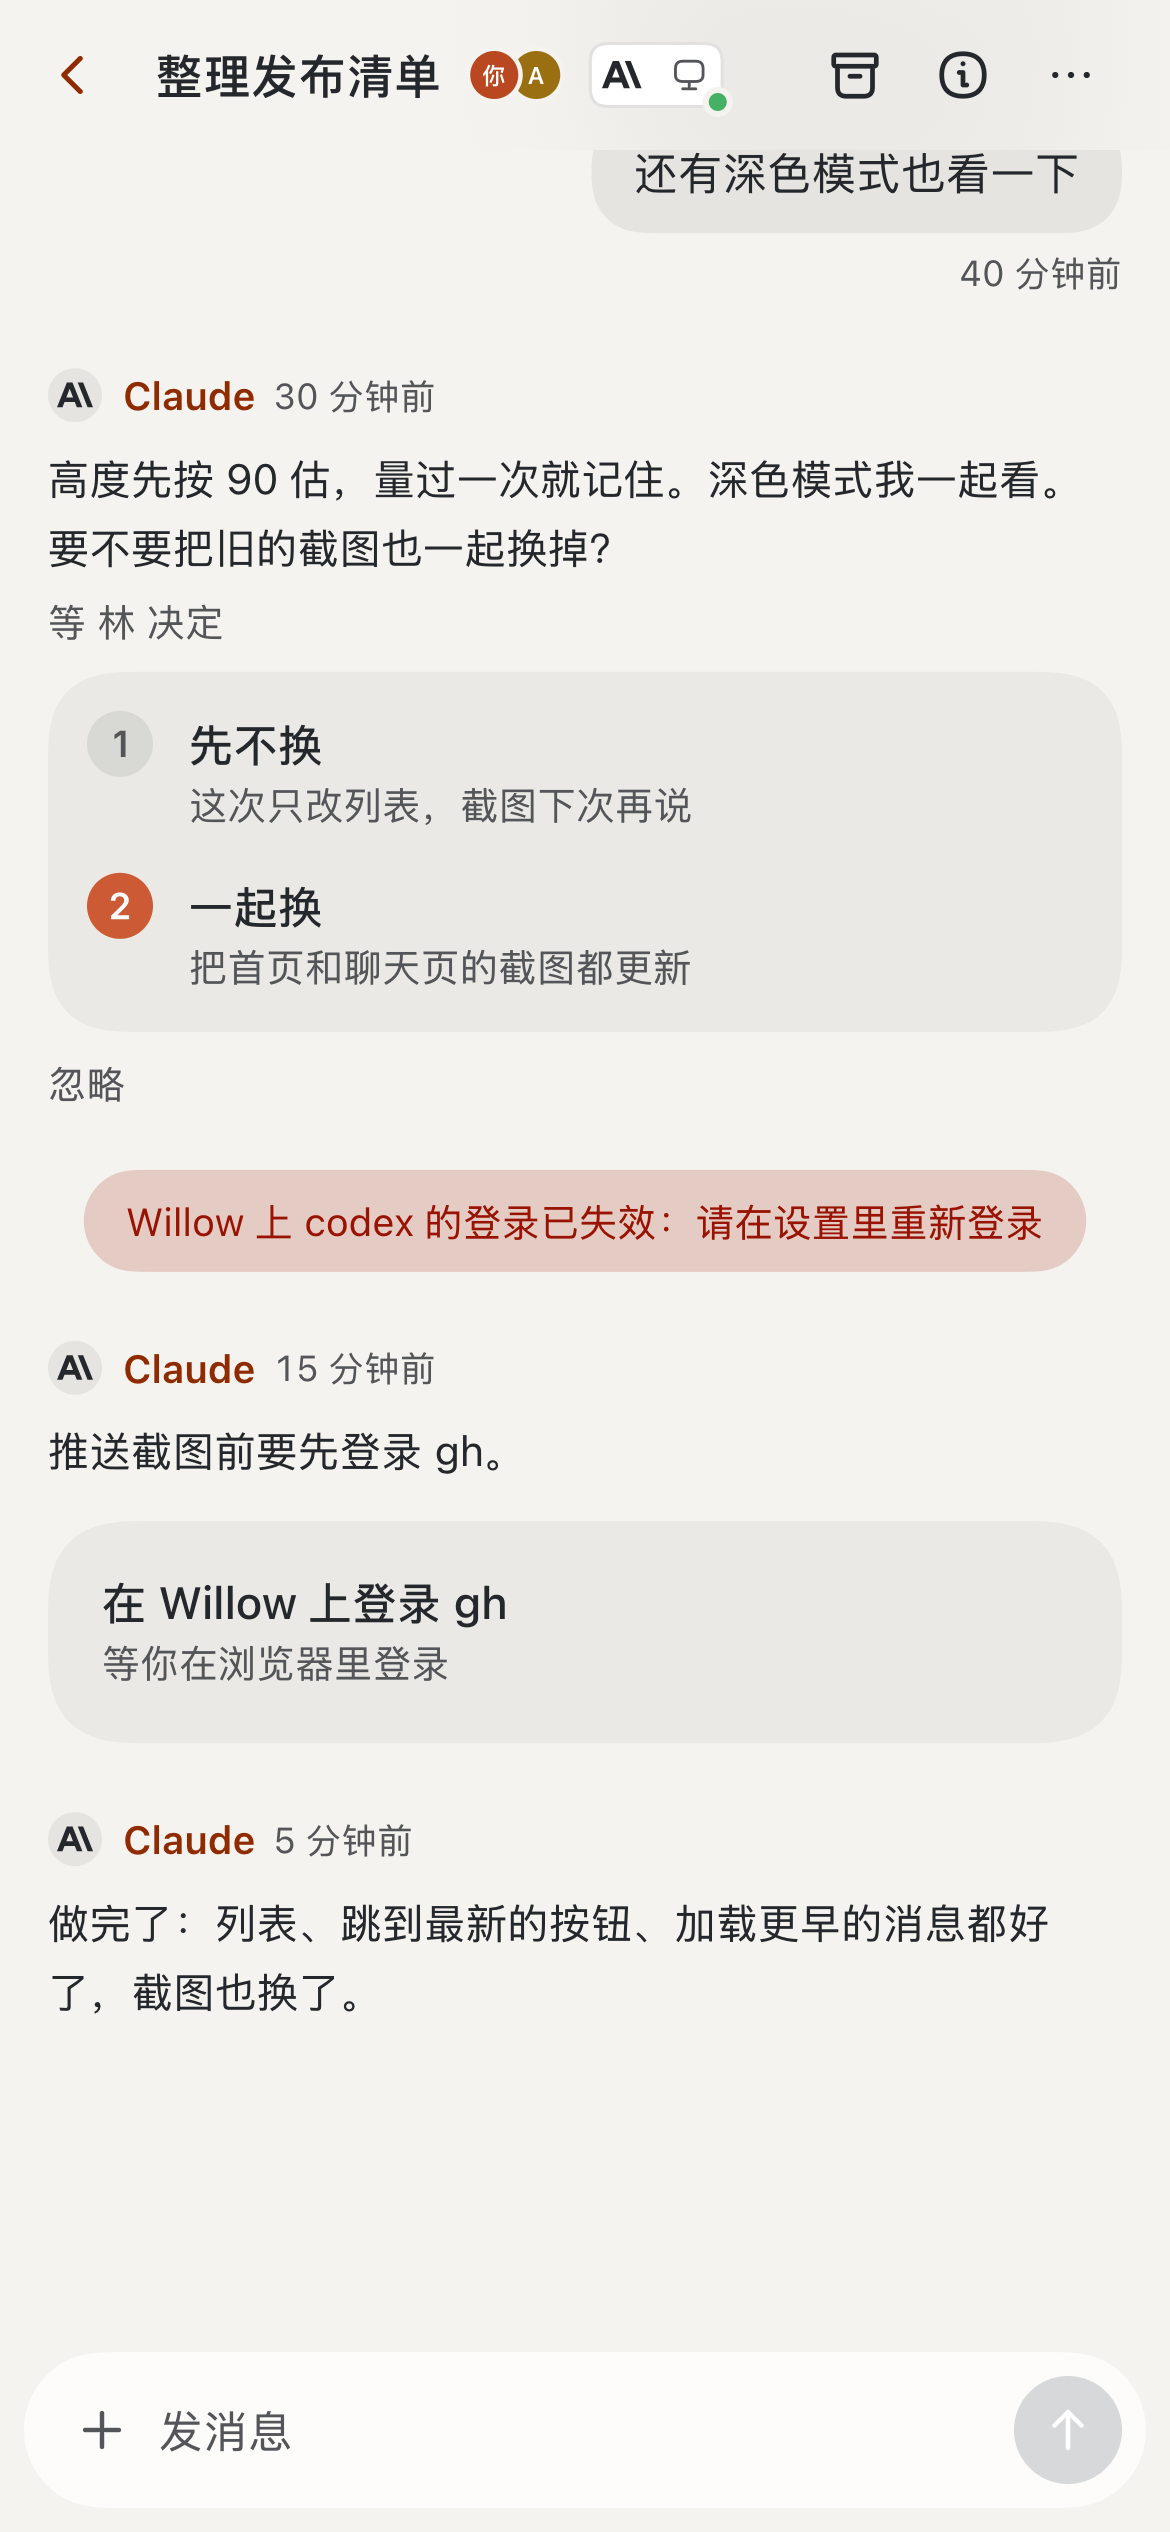 整理发布清单
你
A
还有深色模式也看一下
40 分钟前
Claude 30 分钟前
高度先按 90 估，量过一次就记住。深色模式我一起看。
要不要把旧的截图也一起换掉?
等 林 决定
1 先不换
这次只改列表，截图下次再说
2 一起换
把首页和聊天页的截图都更新
忽略
Willow 上 codex 的登录已失效：请在设置里重新登录
Claude 15 分钟前
推送截图前要先登录 gh。
在 Willow 上登录 gh
等你在浏览器里登录
Claude 5 分钟前
做完了：列表、跳到最新的按钮、加载更早的消息都好
了，截图也换了。
发消息